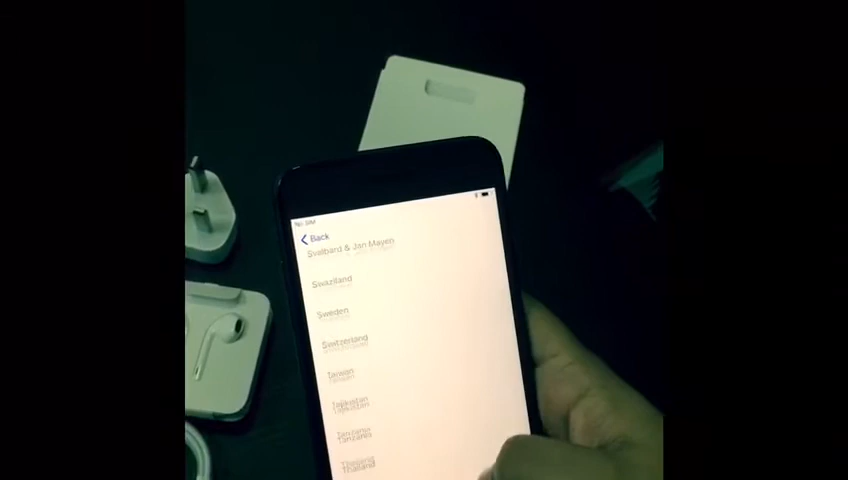 No SIM
Back
Svalbard & Jan Mayen
Swaziland
Sweden
Switzerland
Taiwan
Tajikistan
Tanzania
Thailand